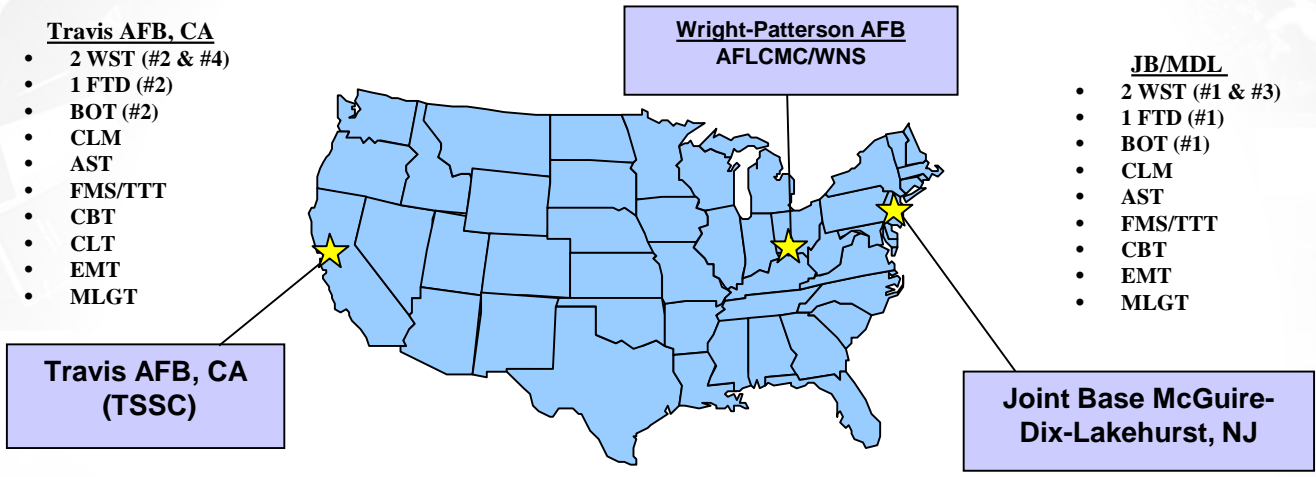 Travis AFB, CA
• 2 WST (#2 & #4)
• 1 FTD (#2)
• BOT (#2)
• CLM
• AST
• FMS/TTT
• CBT
• CLT
• EMT
• MLGT
Wright-Patterson AFB
AFLCMC/WNS
JB/MDL
• 2 WST (#1 & #3)
• 1 FTD (#1)
• BOT (#1)
• CLM
• AST
• FMS/TTT
• CBT
• EMT
• MLGT
Travis AFB, CA
(TSSC)
Joint Base McGuire-
Dix-Lakehurst, NJ